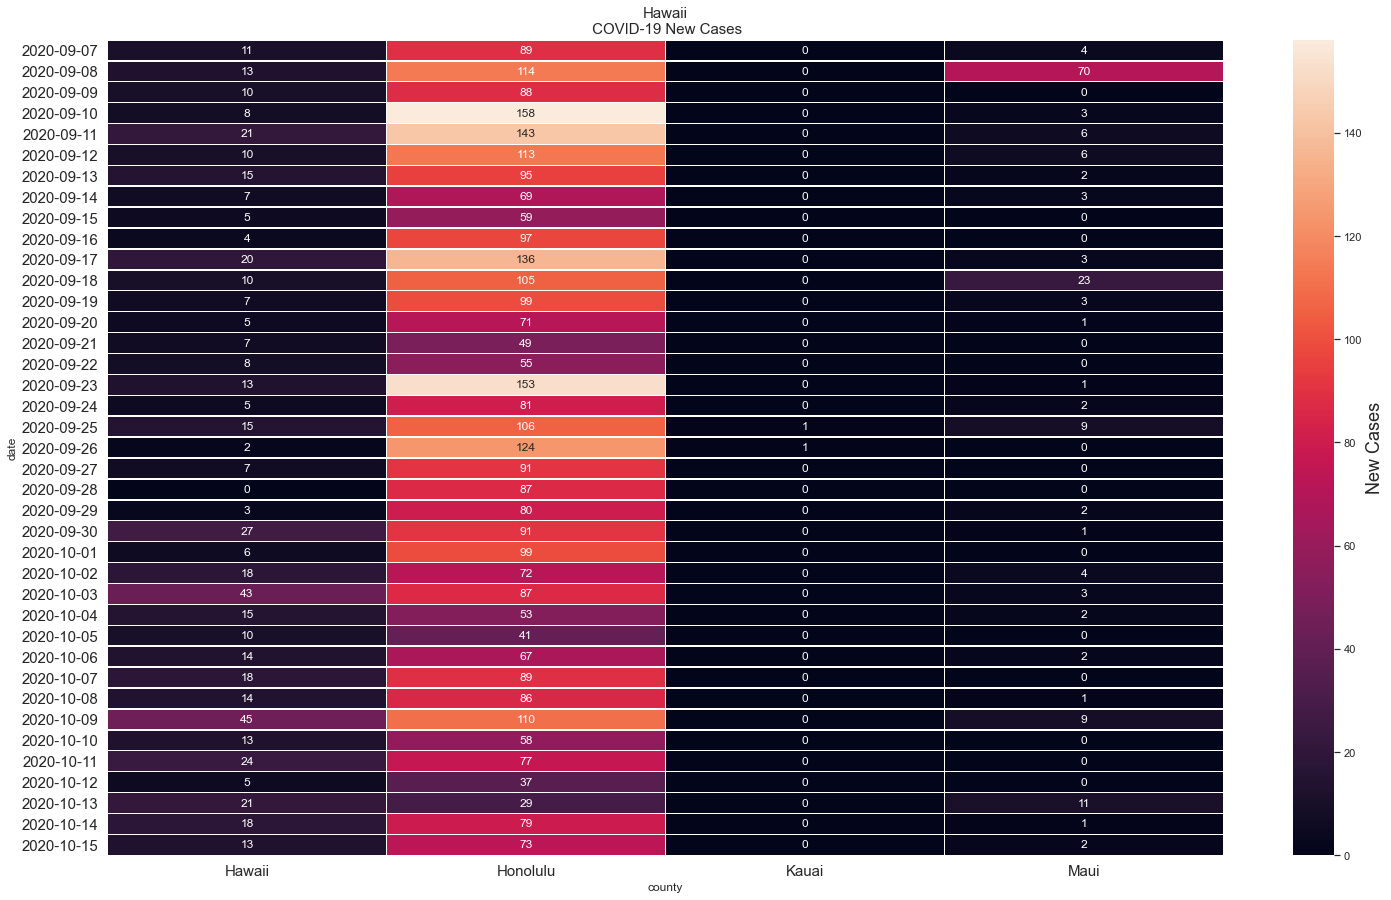 Hawaii
COVID-19 New Cases
2020-09-07 11 89 0 4
2020-09-08 13 114 0 70
2020-09-09 10 88 0 0
2020-09-10 8 158 0 3
2020-09-11 21 143 0 6
2020-09-12 10 113 0 6
2020-09-13 15 95 0 2
2020-09-14 7 69 0 3
2020-09-15 5 59 0 0
2020-09-16 4 97 0 0
2020-09-17 20 136 0 3
2020-09-18 10 105 0 23
2020-09-19 7 99 0 3
2020-09-20 5 71 0 1
2020-09-21 7 49 0 0
2020-09-22 8 55 0 0
2020-09-23 13 153 0 1
2020-09-24 5 81 0 2
2020-09-25 15 106 1 9
2020-09-26 2 124 1 0
2020-09-27 7 91 0 0
2020-09-28 0 87 0 0
2020-09-29 3 80 0 2
2020-09-30 27 91 0 1
2020-10-01 6 99 0 0
2020-10-02 18 72 0 4
2020-10-03 43 87 0 3
2020-10-04 15 53 0 2
2020-10-05 10 41 0 0
2020-10-06 14 67 0 2
2020-10-07 18 89 0 0
2020-10-08 14 86 0 1
2020-10-09 45 110 0 9
2020-10-10 13 58 0 0
2020-10-11 24 77 0 0
2020-10-12 5 37 0 0
2020-10-13 21 29 0 11
2020-10-14 18 79 0 1
2020-10-15 13 73 0 2
date
Hawaii Honolulu Kauai Maui
county
140
120
100
80
60
40
20
0
New Cases